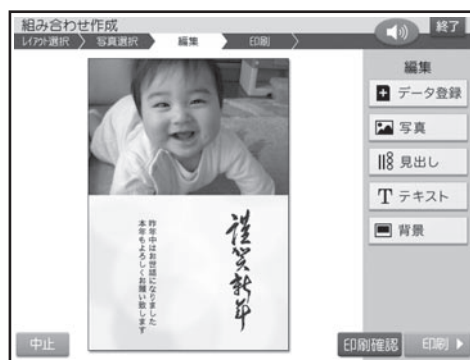 組み合わせ作成
終了
レイアウト選択
写真選択
編集
印刷
編集
データ登録
写真
見出し
テキスト
背景
謹笑新年
昨年中はお世話になりました
本年もよろしくお願い致します
中止
印刷確認
印刷